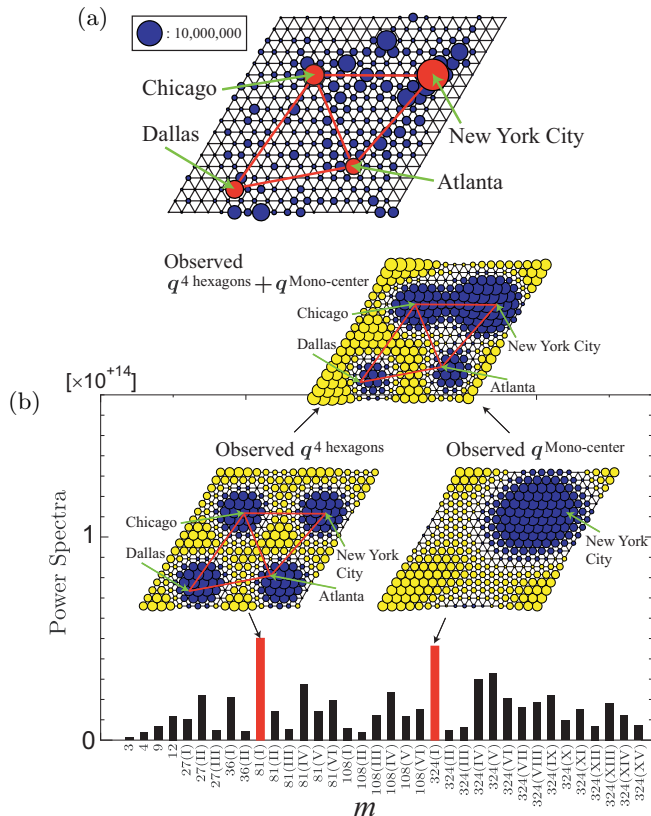 (a)
: 10,000,000
Chicago
Dallas
New York City
Atlanta
Observed
q^4 hexagons + q^Mono-center
Chicago
Dallas
New York City
Atlanta
[×10^+14]
(b)
Observed q^4 hexagons
Observed q^Mono-center
Chicago
Dallas
New York
City
Atlanta
New York
City
Power Spectra
1
0
3
4
9
12
27(I)
27(II)
27(III)
36(I)
36(II)
81(I)
81(II)
81(III)
81(IV)
81(V)
81(VI)
108(I)
108(II)
108(III)
108(IV)
108(V)
108(VI)
324(I)
324(II)
324(III)
324(IV)
324(V)
324(VI)
324(VII)
324(VIII)
324(IX)
324(X)
324(XI)
324(XII)
324(XIII)
324(XIV)
324(XV)
m